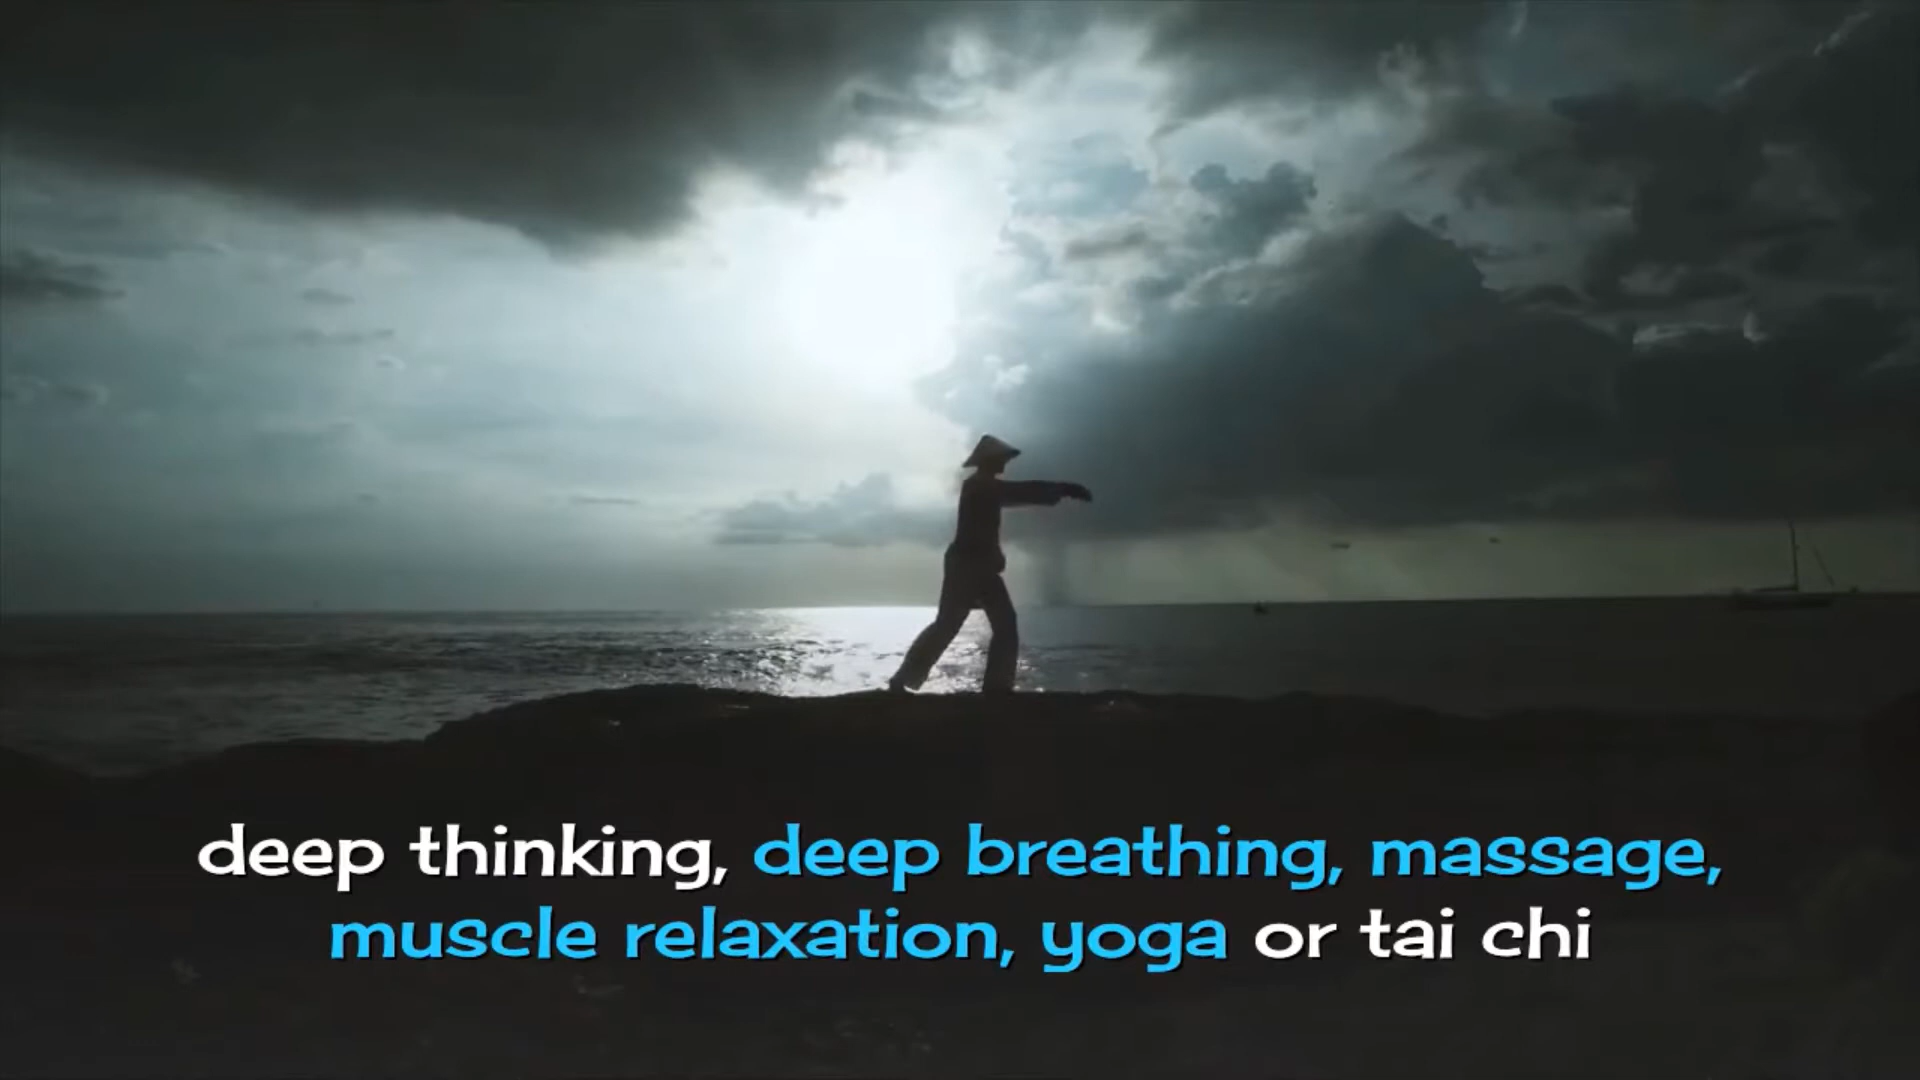 deep thinking, deep breathing, massage,
muscle relaxation, yoga or tai chi